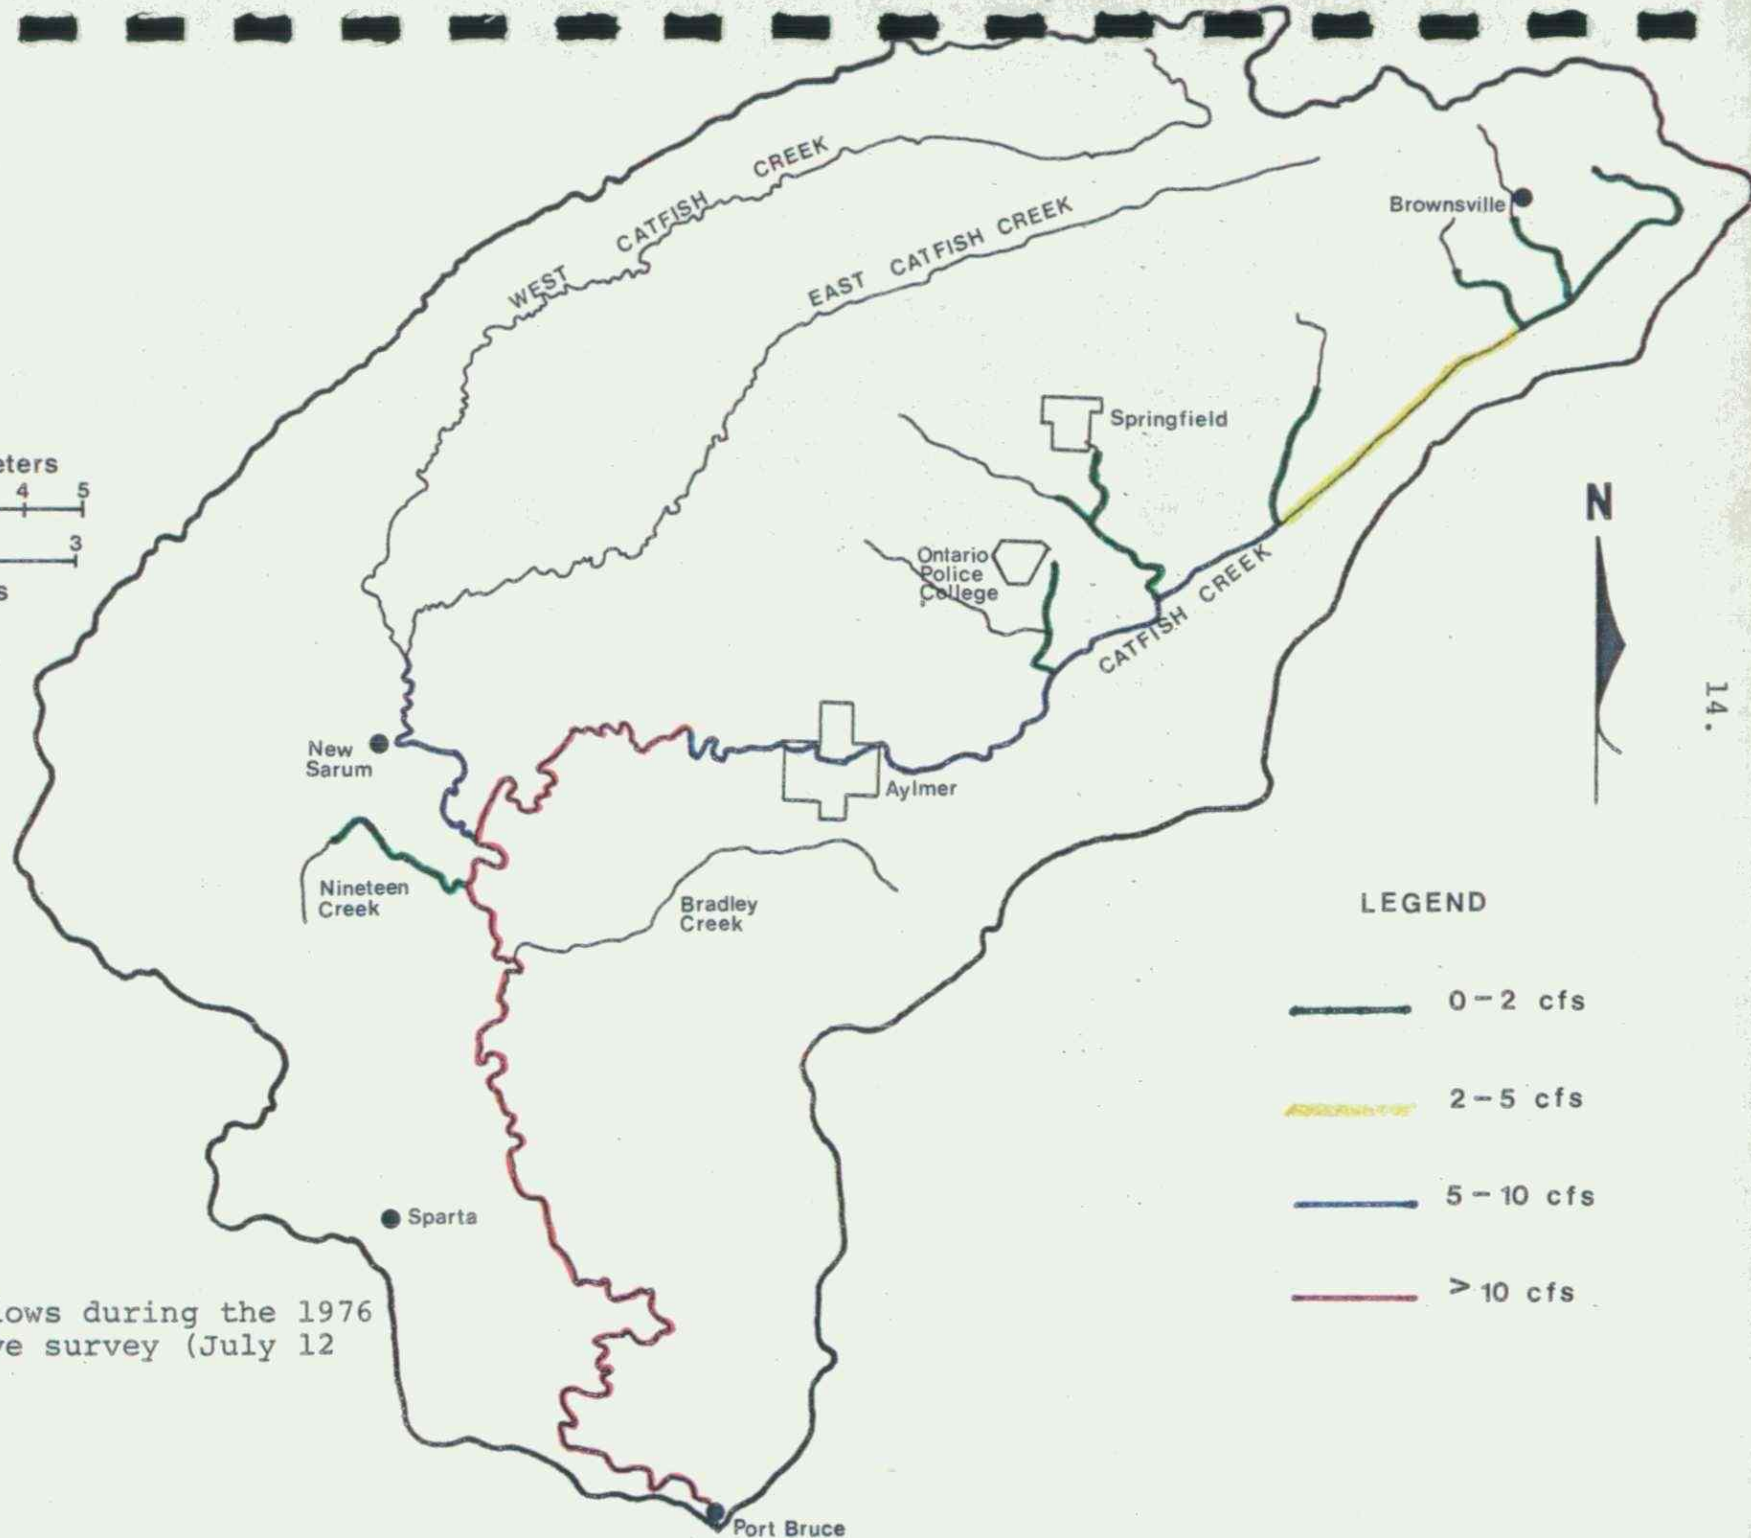 WEST CATFISH CREEK
EAST CATFISH CREEK
Brownsville
Springfield
4 5
3
N
Ontario
Police
College
CATFISH CREEK
14.
New
Sarum
Aylmer
Nineteen
Creek
Bradley
Creek
LEGEND
0-2 cfs
2-5 cfs
5-10 cfs
>10 cfs
Sparta
during the 1976
survey (July 12
Port Bruce